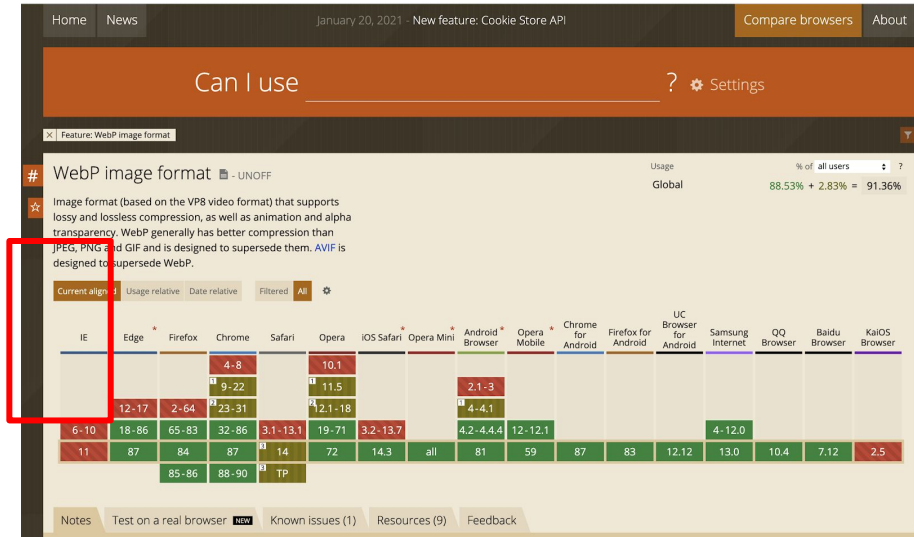 Home News January 20, 2021 - New feature: Cookie Store API Compare browsers About
Can I use ? Settings
× Feature: WebP image format
# WebP image format - UNOFF
Usage % of all users ?
Global 88.53% + 2.83% = 91.36%
Image format (based on the VP8 video format) that supports
lossy and lossless compression, as well as animation and alpha
transparency. WebP generally has better compression than
JPEG, PNG and GIF and is designed to supersede them. AVIF is
designed to supersede WebP.
Current aligned Usage relative Date relative Filtered All
IE Edge * Firefox Chrome Safari Opera iOS Safari * Opera Mini * Android Browser * Opera Mobile * Chrome for Android Firefox for Android UC Browser for Android Samsung Internet QQ Browser Baidu Browser KaiOS Browser
4-8 10.1
1 9-22 1 11.5 2.1-3
12-17 2-64 2 23-31 2 12.1-18 1 4-4.1
6-10 18-86 65-83 32-86 3.1-13.1 19-71 3.2-13.7 4.2-4.4.4 12-12.1 4-12.0
11 87 84 87 3 14 72 14.3 all 81 59 87 83 12.12 13.0 10.4 7.12 2.5
85-86 88-90 3 TP
Notes Test on a real browser NEW Known issues (1) Resources (9) Feedback